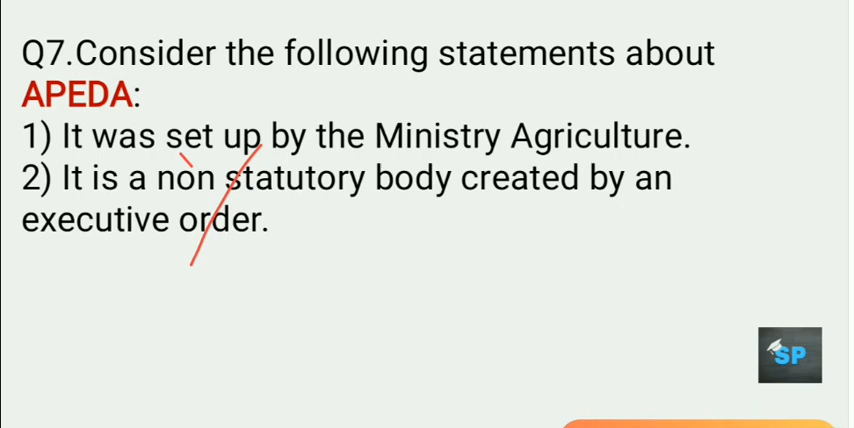 Q7.Consider the following statements about
APEDA:
1) It was set up by the Ministry Agriculture.
2) It is a non statutory body created by an
executive order.
SP